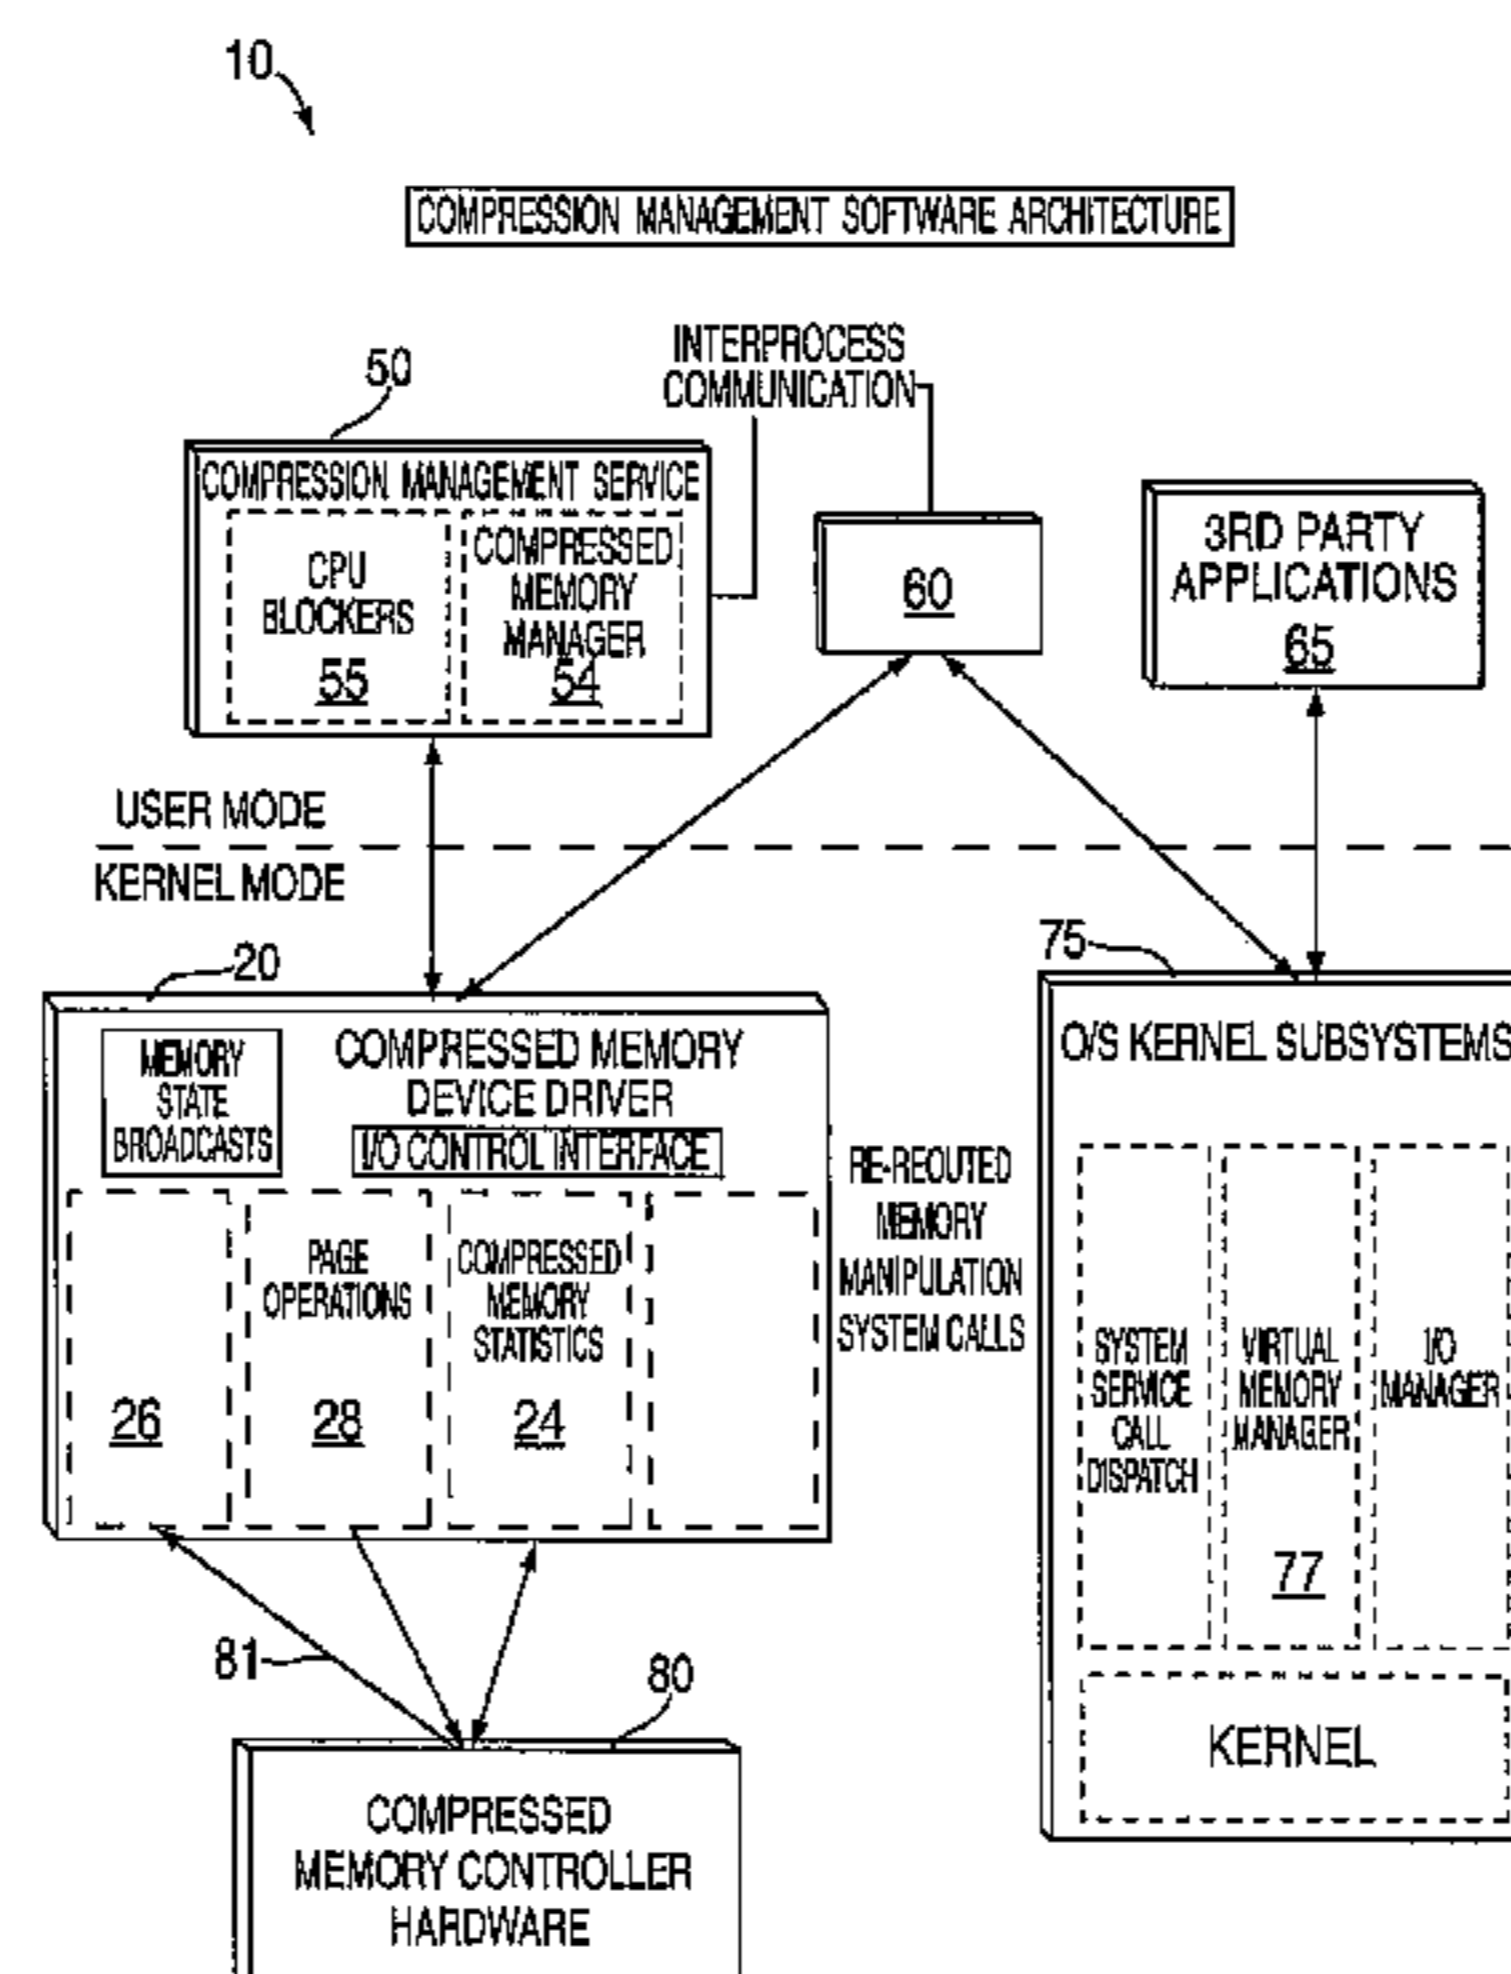 10
COMPRESSION MANAGEMENT SOFTWARE ARCHITECTURE
INTERPROCESS
COMMUNICATION
50
COMPRESSION MANAGEMENT SERVICE
CPU
BLOCKERS
55
COMPRESSED
MEMORY
MANAGER
54
60
3RD PARTY
APPLICATIONS
65
USER MODE
KERNEL MODE
20
75
MEMORY
STATE
BROADCASTS
COMPRESSED MEMORY
DEVICE DRIVER
I/O CONTROL INTERFACE
26
PAGE
OPERATIONS
28
COMPRESSED
MEMORY
STATISTICS
24
RE-REOUTED
MEMORY
MANIPULATION
SYSTEM CALLS
O/S KERNEL SUBSYSTEMS
SYSTEM
SERVICE
CALL
DISPATCH
VIRTUAL
MEMORY
MANAGER
77
I/O
MANAGER
KERNEL
81
80
COMPRESSED
MEMORY CONTROLLER
HARDWARE